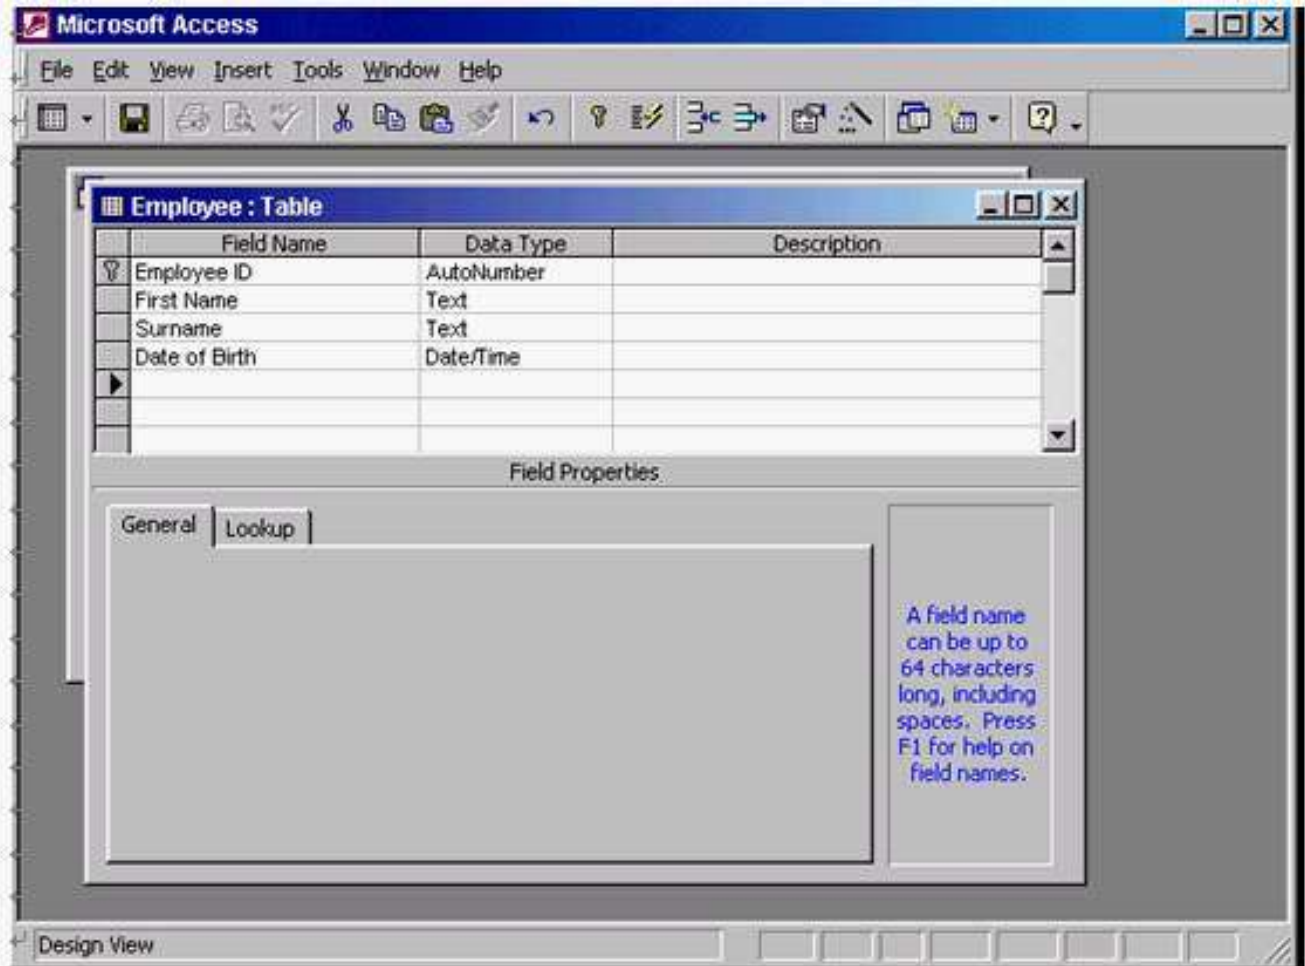 Microsoft Access
File Edit View Insert Tools Window Help
Employee : Table
Field Name Data Type Description
Employee ID AutoNumber
First Name Text
Surname Text
Date of Birth Date/Time
Field Properties
General Lookup
A field name
can be up to
64 characters
long, including
spaces. Press
F1 for help on
field names.
Design View